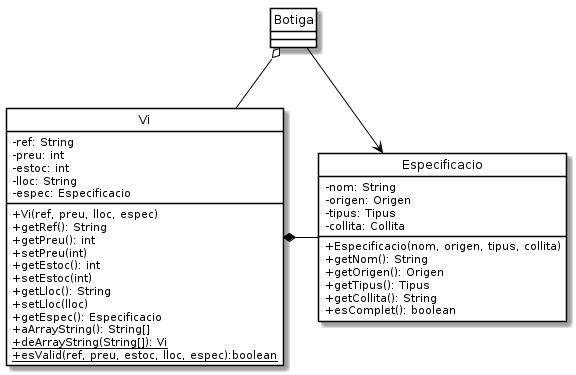 Botiga
Vi
-ref: String
-preu: int
-estoc: int
-lloc: String
-espec: Especificacio
+Vi(ref, preu, lloc, espec)
+getRef(): String
+getPreu(): int
+setPreu(int)
+getEstoc(): int
+setEstoc(int)
+getLloc(): String
+setLloc(lloc)
+getEspec(): Especificacio
+aArrayString(): String[]
+deArrayString(String[]): Vi
+esValid(ref, preu, estoc, lloc, espec):boolean
Especificacio
-nom: String
-origen: Origen
-tipus: Tipus
-collita: Collita
+Especificacio(nom, origen, tipus, collita)
+getNom(): String
+getOrigen(): Origen
+getTipus(): Tipus
+getCollita(): String
+esComplet(): boolean